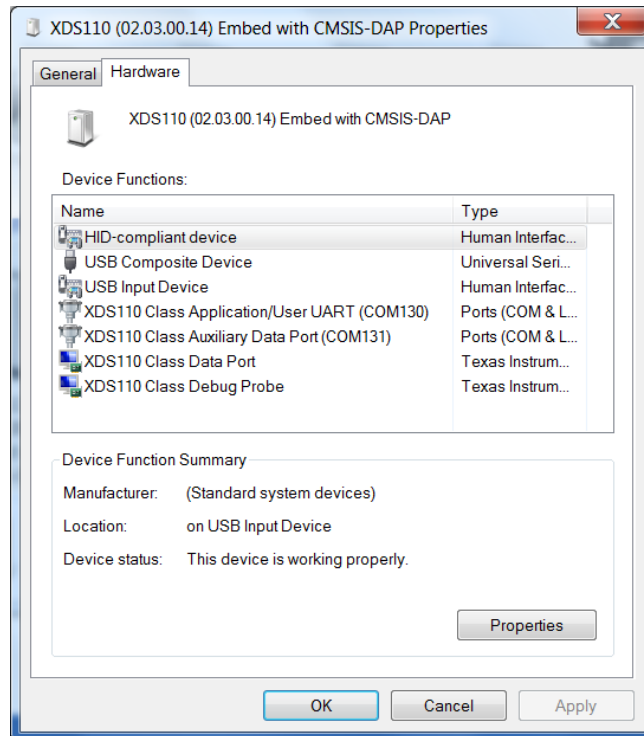 XDS110 (02.03.00.14) Embed with CMSIS-DAP Properties
General Hardware
XDS110 (02.03.00.14) Embed with CMSIS-DAP
Device Functions:
Name Type
HID-compliant device Human Interfac...
USB Composite Device Universal Seri...
USB Input Device Human Interfac...
XDS110 Class Application/User UART (COM130) Ports (COM & L...
XDS110 Class Auxiliary Data Port (COM131) Ports (COM & L...
XDS110 Class Data Port Texas Instrum...
XDS110 Class Debug Probe Texas Instrum...
Device Function Summary
Manufacturer: (Standard system devices)
Location: on USB Input Device
Device status: This device is working properly.
Properties
OK Cancel Apply